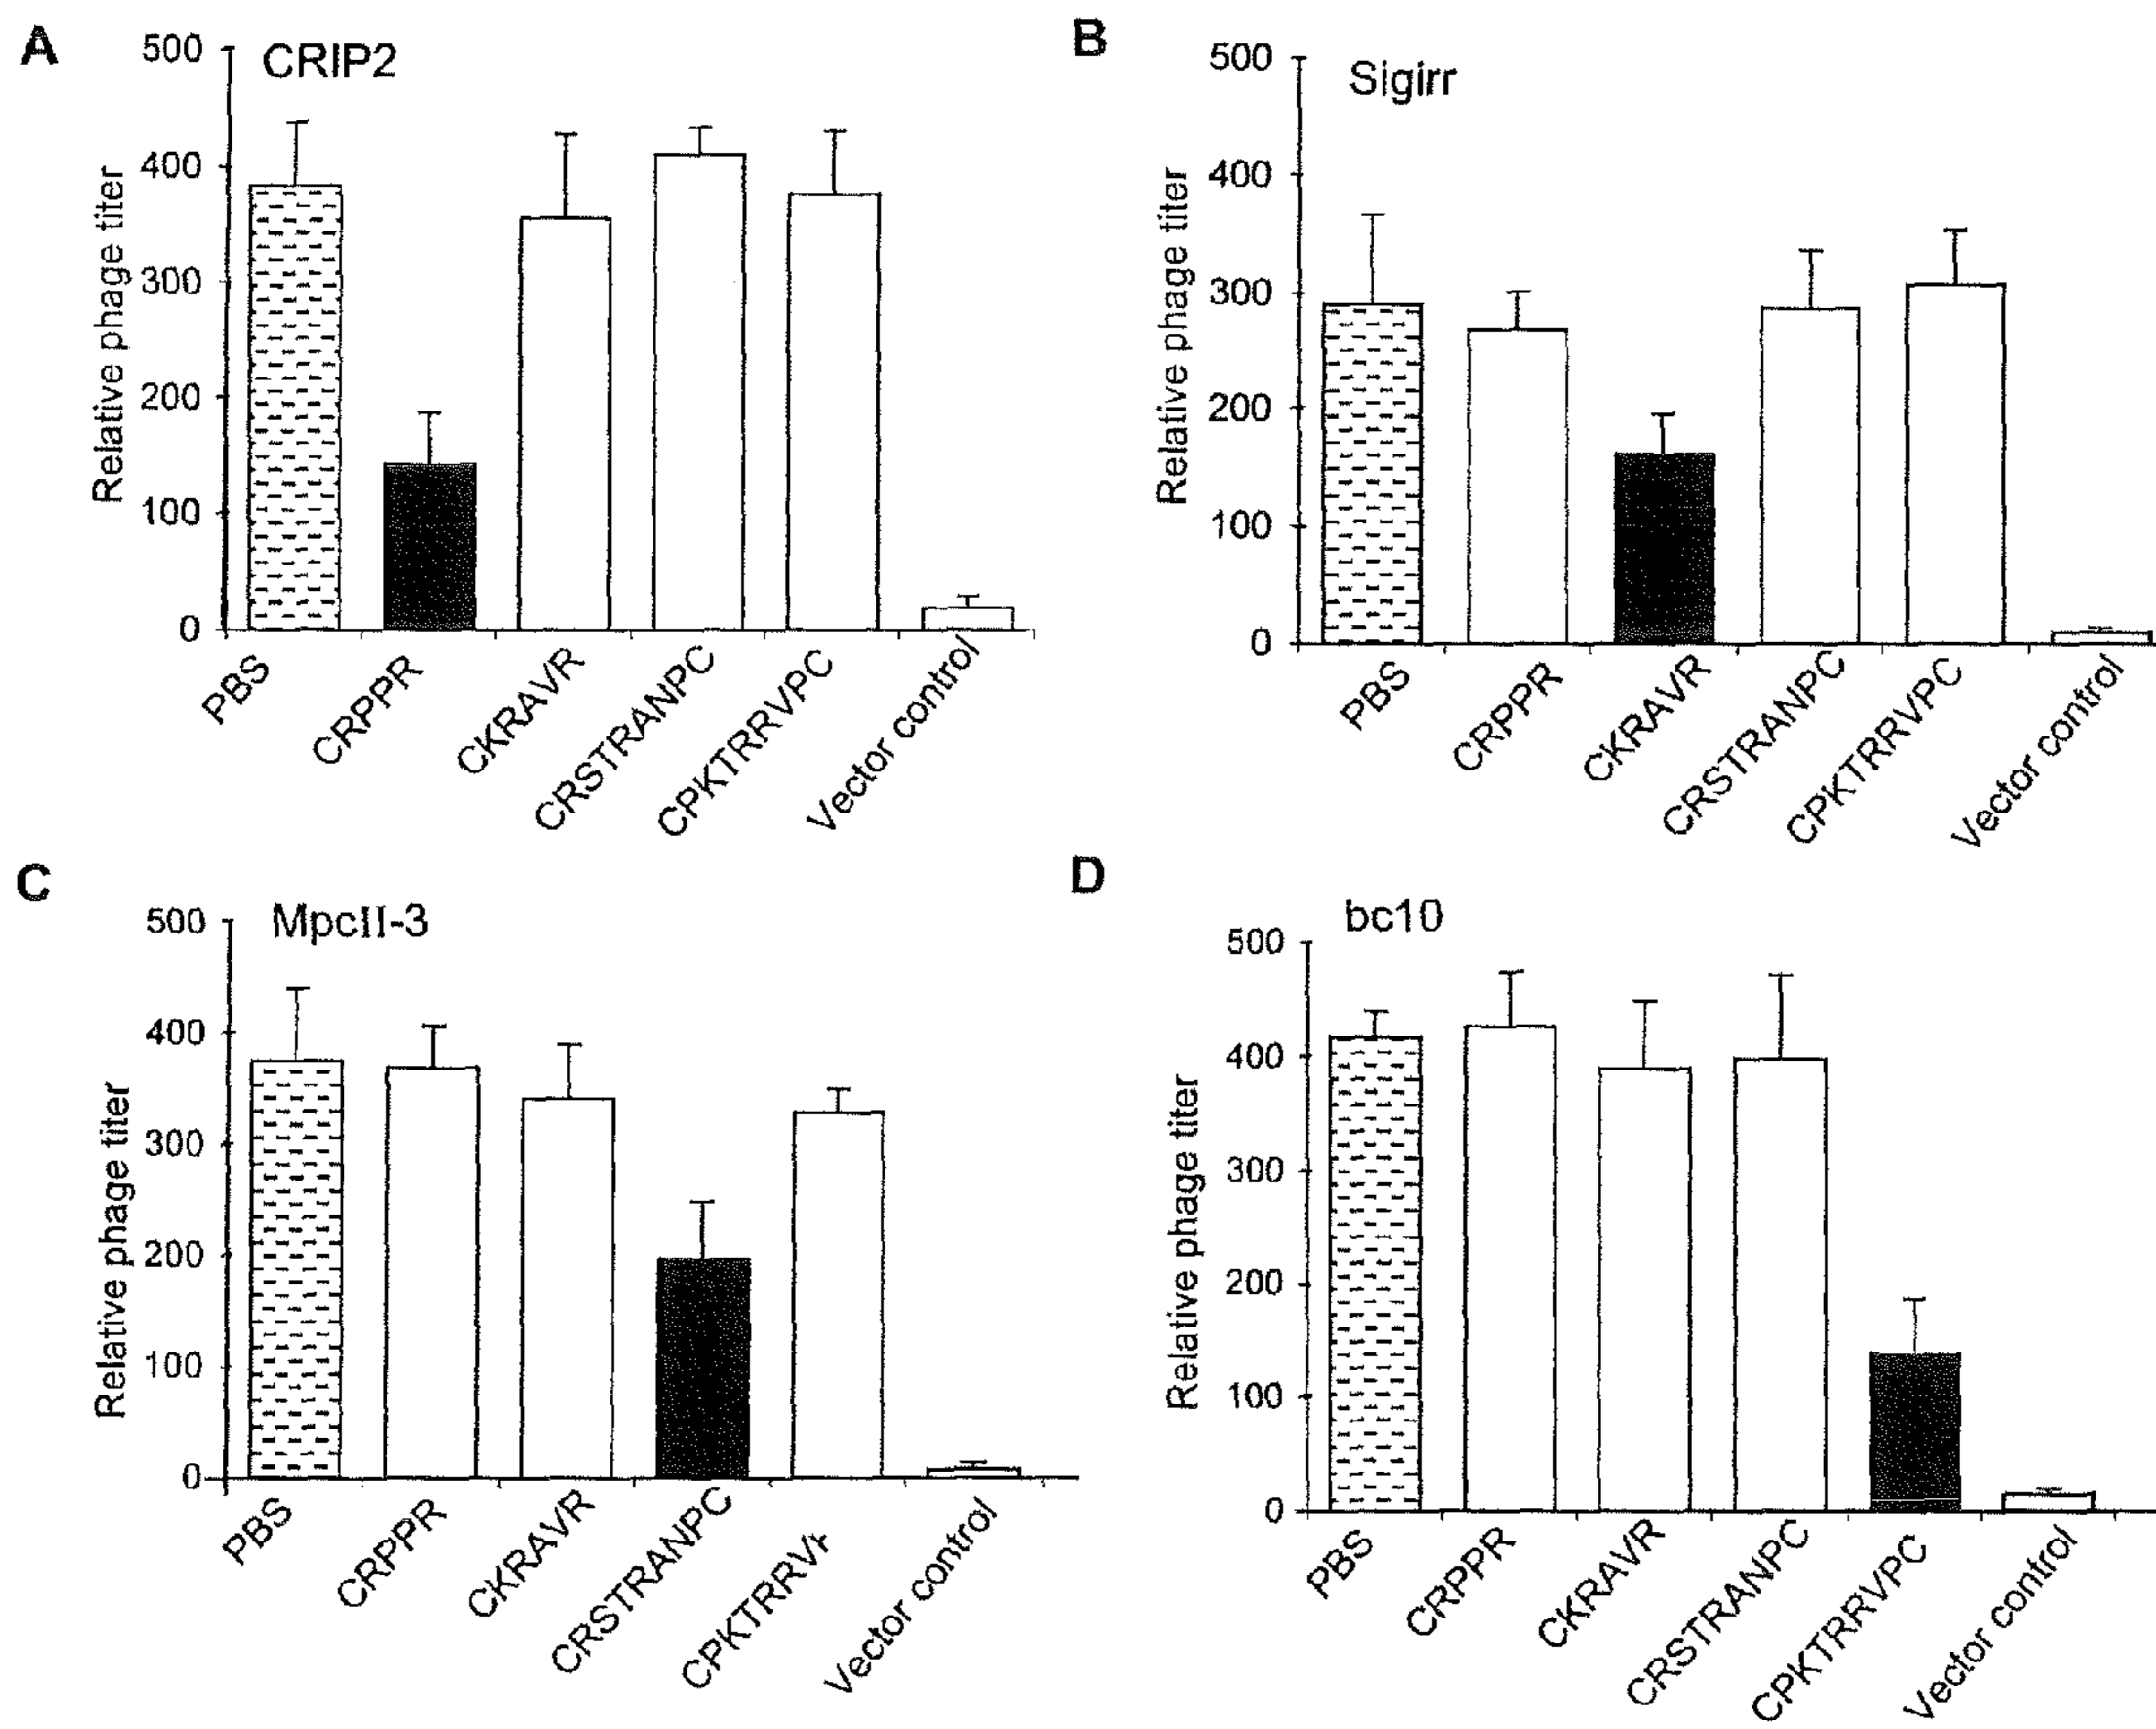 A
CRIP2
Relative phage titer
500
400
300
200
100
0
PBS
CRPPR
CKRAVR
CRSTRANPC
CPKTRRVPC
Vector control
B
Sigirr
Relative phage titer
500
400
300
200
100
0
PBS
CRPPR
CKRAVR
CRSTRANPC
CPKTRRVPC
Vector control
C
MpcII-3
Relative phage titer
500
400
300
200
100
0
PBS
CRPPR
CKRAVR
CRSTRANPC
Vector control
D
bc10
Relative phage titer
500
400
300
200
100
0
PBS
CRPPR
CKRAVR
CRSTRANPC
CPKTRRVPC
Vector control